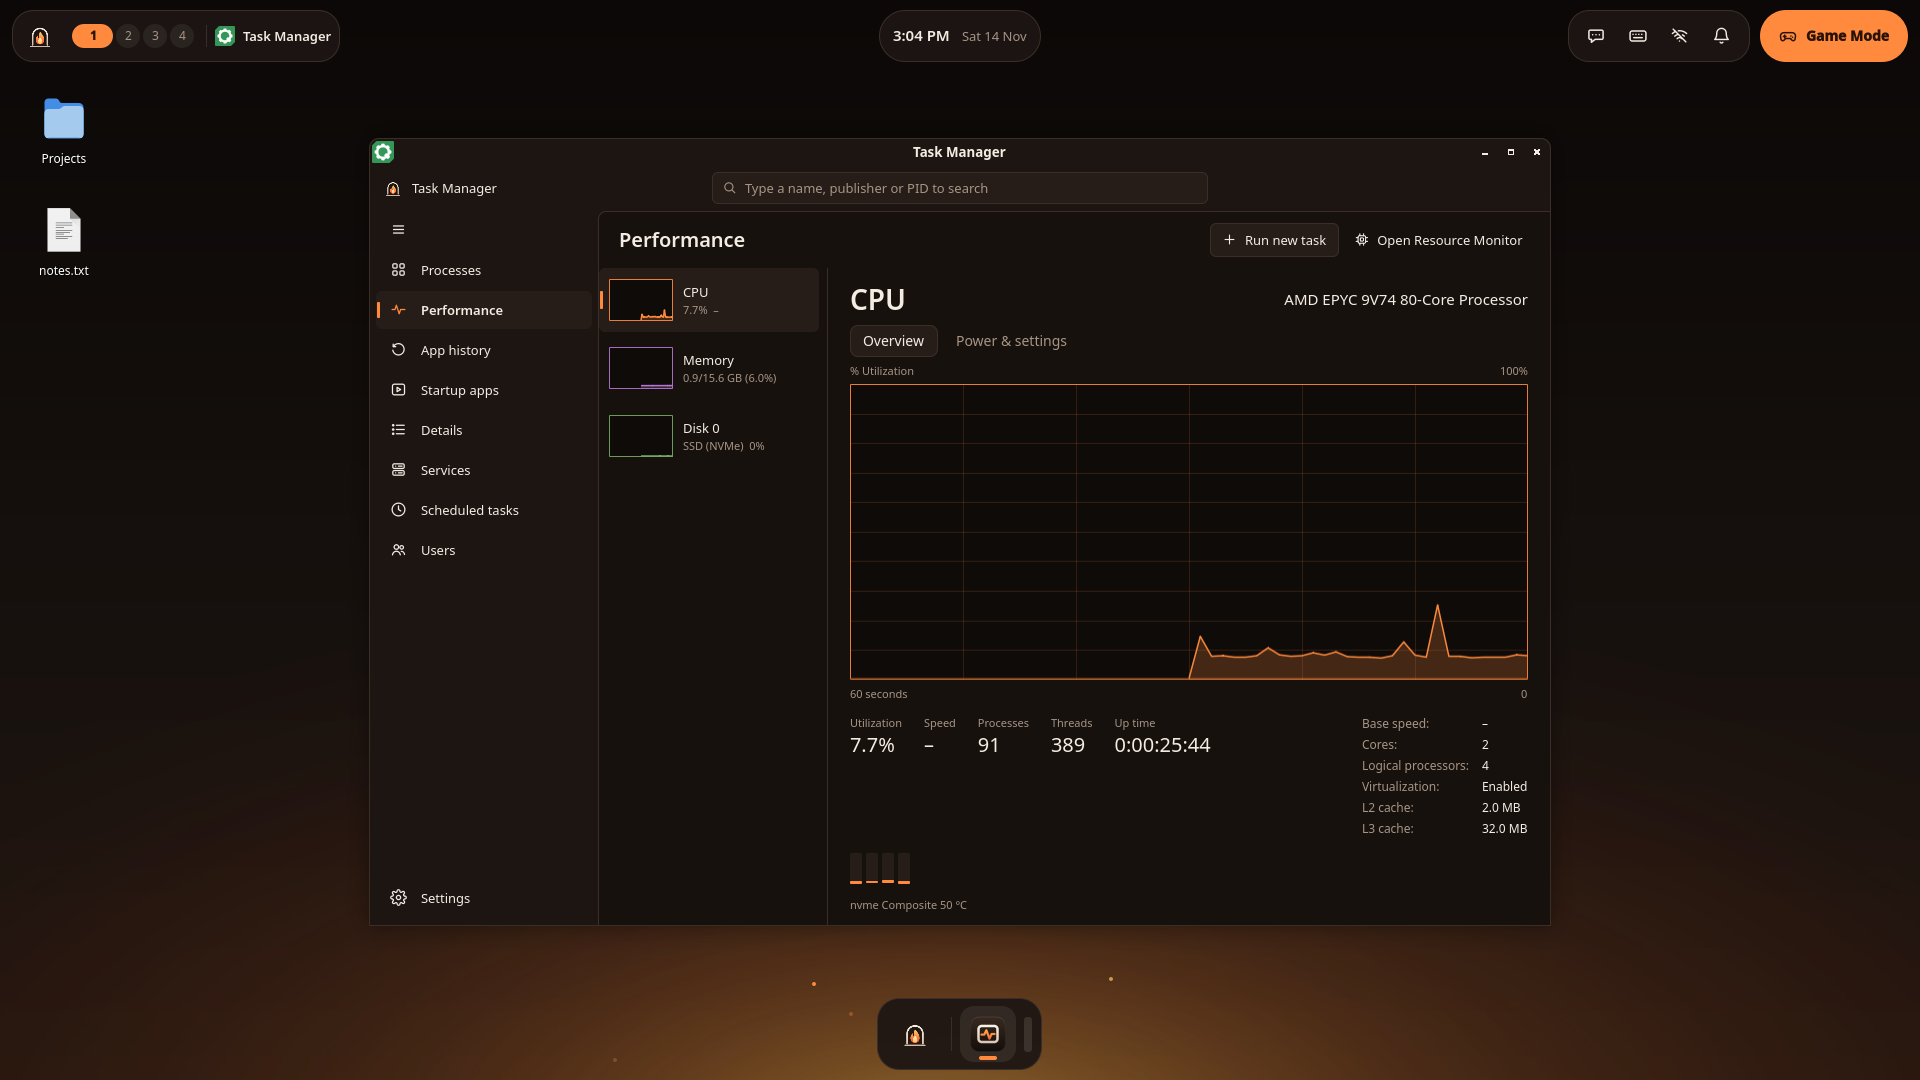 1 2 3 4 Task Manager
3:04 PM Sat 14 Nov
Game Mode
Projects
notes.txt
Task Manager
Task Manager
Type a name, publisher or PID to search
Processes
Performance
App history
Startup apps
Details
Services
Scheduled tasks
Users
Settings
Performance
Run new task
Open Resource Monitor
CPU
7.7% –
Memory
0.9/15.6 GB (6.0%)
Disk 0
SSD (NVMe) 0%
CPU
AMD EPYC 9V74 80-Core Processor
Overview
Power & settings
% Utilization 100%
60 seconds 0
Utilization Speed Processes Threads Up time
7.7% – 91 389 0:00:25:44
Base speed: –
Cores: 2
Logical processors: 4
Virtualization: Enabled
L2 cache: 2.0 MB
L3 cache: 32.0 MB
nvme Composite 50 °C